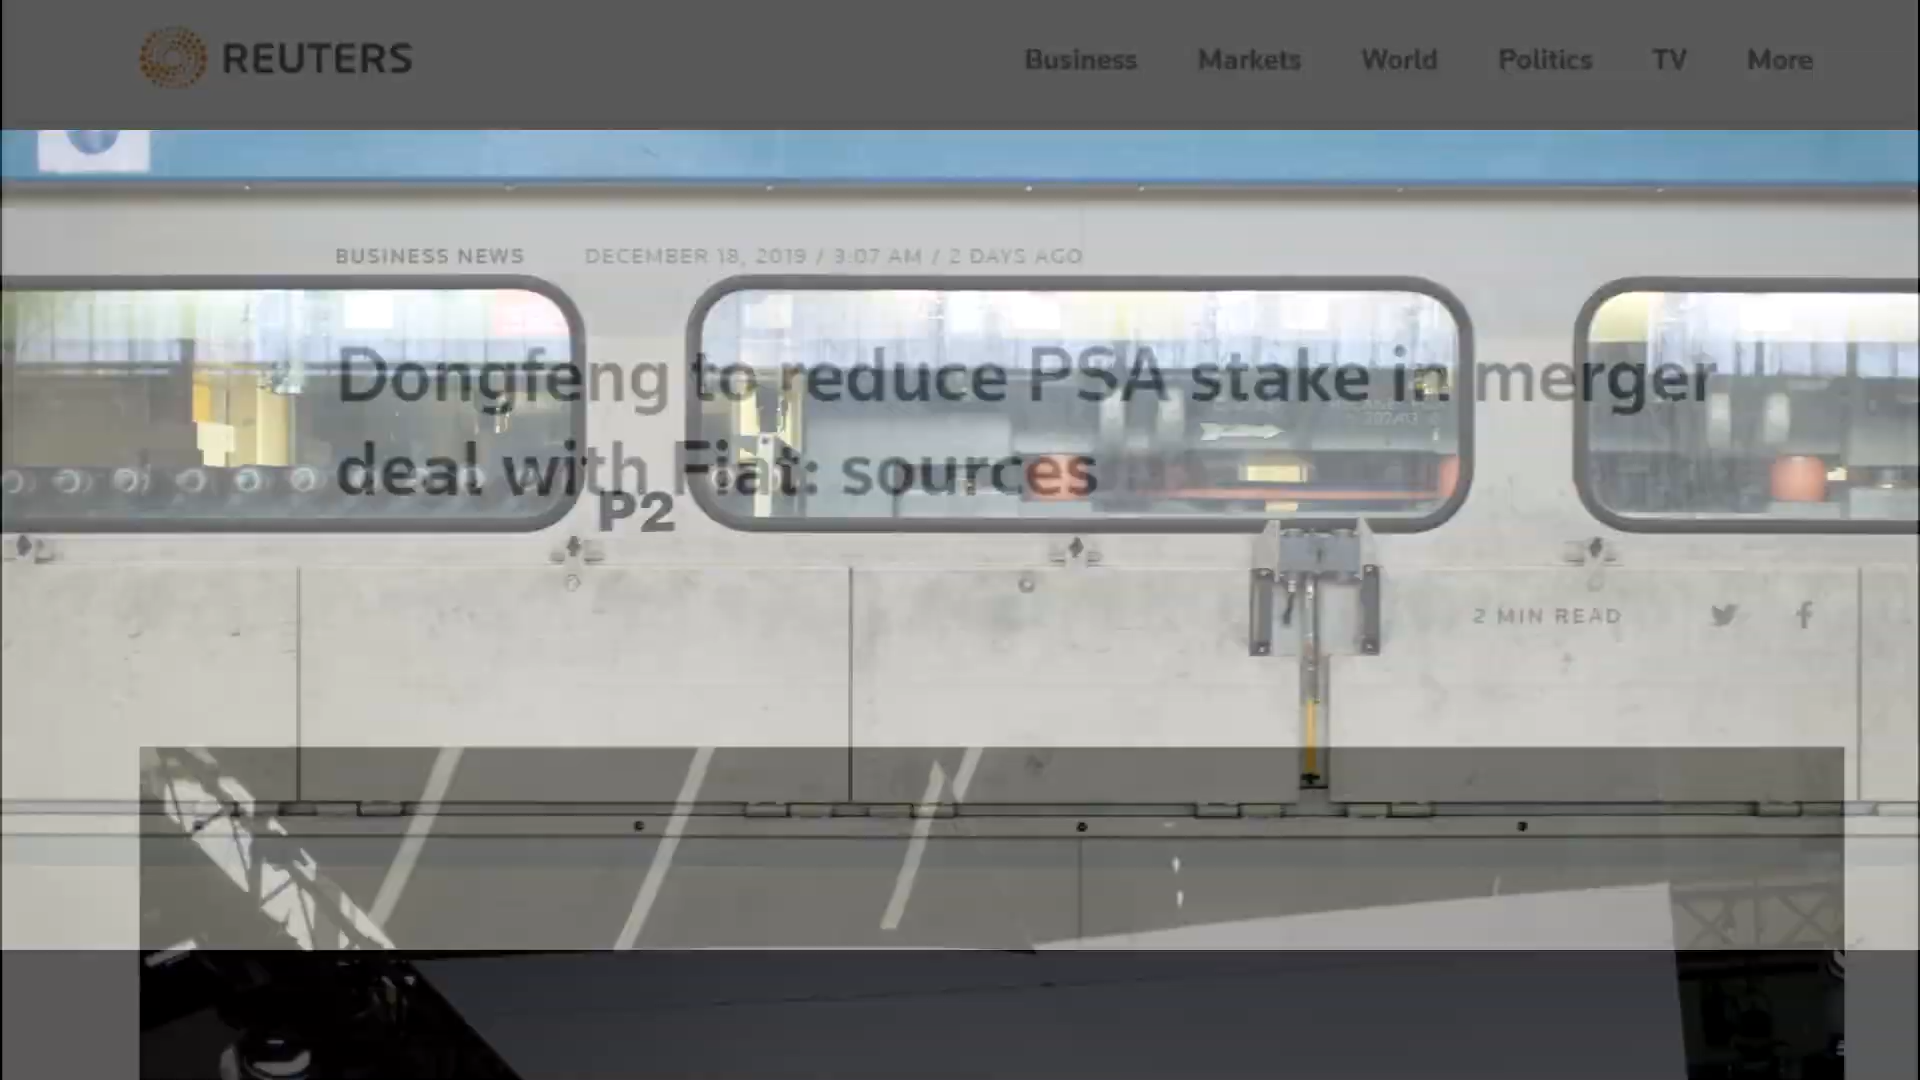 REUTERS
Business Markets World Politics TV More
BUSINESS NEWS DECEMBER 18, 2019 / 3:07 AM / 2 DAYS AGO
Dongfeng to reduce PSA stake in merger
deal with Fiat: sources
P2
2 MIN READ